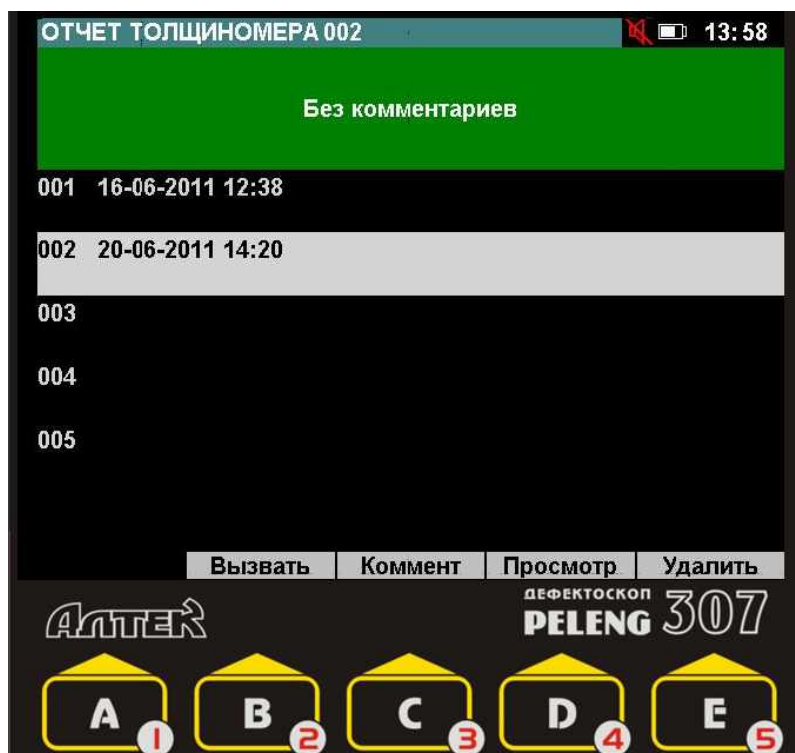 ОТЧЕТ ТОЛЩИНОМЕРА 002 13:58
Без комментариев
001 16-06-2011 12:38
002 20-06-2011 14:20
003
004
005
Вызвать Коммент Просмотр Удалить
АЛТЕК ДЕФЕКТОСКОП PELENG 307
A 1 B 2 C 3 D 4 E 5